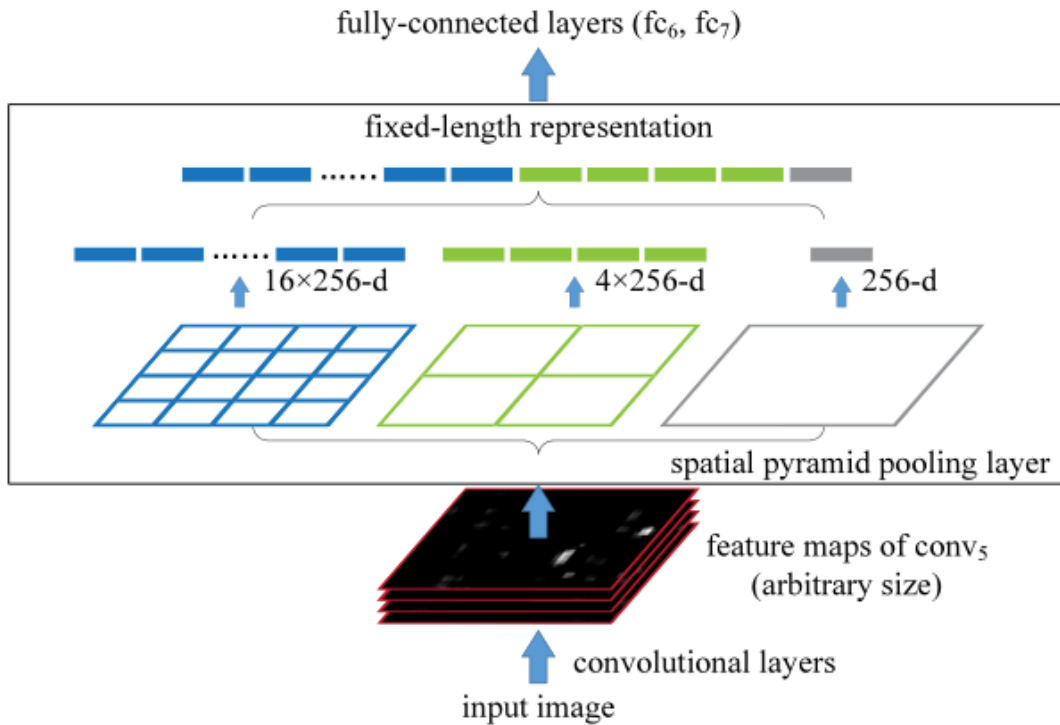 fully-connected layers (fc₆, fc₇)
fixed-length representation
......
......
16×256-d
4×256-d
256-d
spatial pyramid pooling layer
feature maps of conv₅
(arbitrary size)
convolutional layers
input image